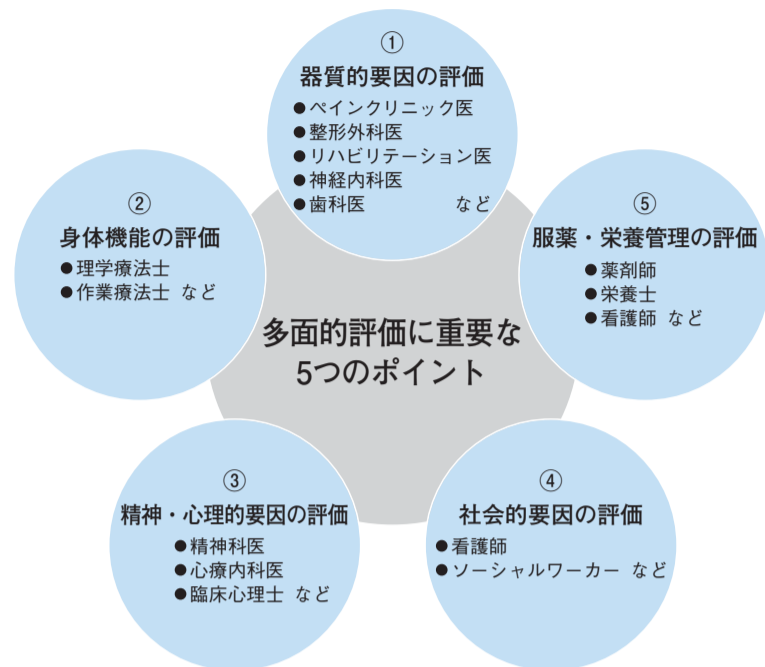 ①
器質的要因の評価
●ペインクリニック医
●整形外科医
●リハビリテーション医
●神経内科医
●歯科医 など
②
身体機能の評価
●理学療法士
●作業療法士 など
⑤
服薬・栄養管理の評価
●薬剤師
●栄養士
●看護師 など
多面的評価に重要な
5つのポイント
③
精神・心理的要因の評価
●精神科医
●心療内科医
●臨床心理士 など
④
社会的要因の評価
●看護師
●ソーシャルワーカー など